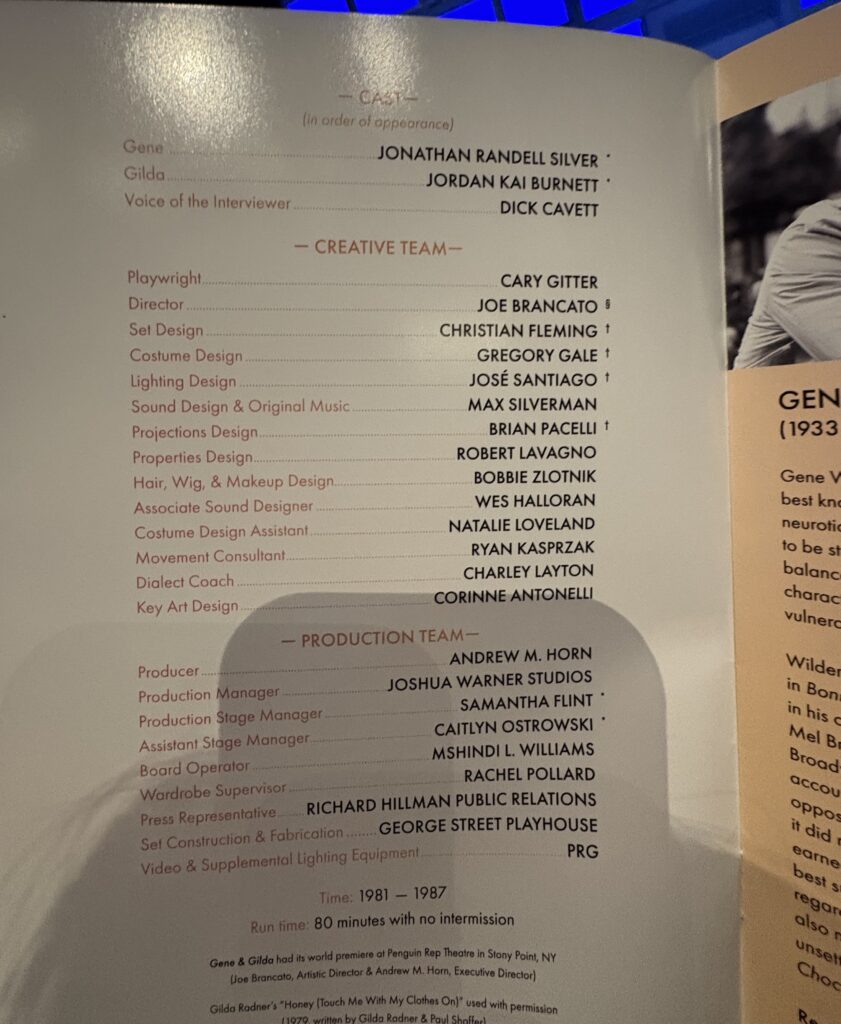 — CAST —
(in order of appearance)
Gene ........ JONATHAN RANDELL SILVER *
Gilda ........ JORDAN KAI BURNETT *
Voice of the Interviewer ........ DICK CAVETT
— CREATIVE TEAM —
Playwright ........ CARY GITTER
Director ........ JOE BRANCATO §
Set Design ........ CHRISTIAN FLEMING †
Costume Design ........ GREGORY GALE †
Lighting Design ........ JOSÉ SANTIAGO †
Sound Design & Original Music ........ MAX SILVERMAN
Projections Design ........ BRIAN PACELLI †
Properties Design ........ ROBERT LAVAGNO
Hair, Wig, & Makeup Design ........ BOBBIE ZLOTNIK
Associate Sound Designer ........ WES HALLORAN
Costume Design Assistant ........ NATALIE LOVELAND
Movement Consultant ........ RYAN KASPRZAK
Dialect Coach ........ CHARLEY LAYTON
Key Art Design ........ CORINNE ANTONELLI
— PRODUCTION TEAM —
Producer ........ ANDREW M. HORN
Production Manager ........ JOSHUA WARNER STUDIOS
Production Stage Manager ........ SAMANTHA FLINT *
Assistant Stage Manager ........ CAITLYN OSTROWSKI *
Board Operator ........ MSHINDI L. WILLIAMS
Wardrobe Supervisor ........ RACHEL POLLARD
Press Representative ........ RICHARD HILLMAN PUBLIC RELATIONS
Set Construction & Fabrication ........ GEORGE STREET PLAYHOUSE
Video & Supplemental Lighting Equipment ........ PRG
Time: 1981 – 1987
Run time: 80 minutes with no intermission
Gene & Gilda had its world premiere at Penguin Rep Theatre in Stony Point, NY
(Joe Brancato, Artistic Director & Andrew M. Horn, Executive Director)
Gilda Radner's "Honey (Touch Me With My Clothes On)" used with permission
(1979, written by Gilda Radner & Paul Shaffer)
GEN
(1933
Gene W
best kno
neurotic
to be st
balanc
charac
vulnera
Wilder
in Bon
in his
Mel Br
Broad
accou
oppos
it did
earne
best s
regar
also
unsett
Choc